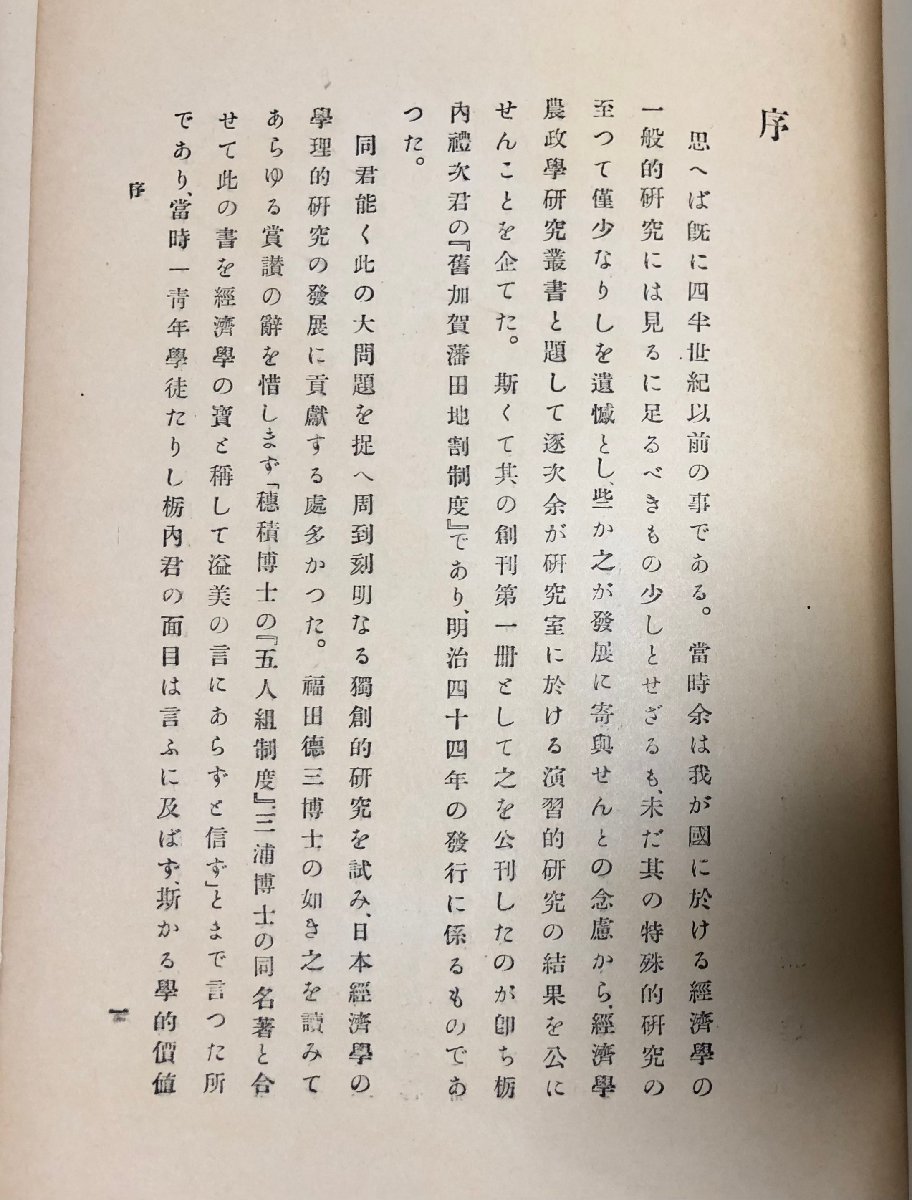 序
思へば既に四半世紀以前の事である。當時余は我が國に於ける經濟學の
一般的硏究には見るに足るべきもの少しとせざるも、未だ其の特殊的硏究の
至つて僅少なりしを遺憾とし、些か之が發展に寄與せんとの念慮から、經濟學
農政學硏究叢書と題して逐次余が硏究室に於ける演習的硏究の結果を公に
せんことを企てた。斯くて其の創刊第一册として之を公刊したのが卽ち栃
內禮次君の『舊加賀藩田地割制度』であり、明治四十四年の發行に係るものであ
つた。
同君能く此の大問題を捉へ周到刻明なる獨創的硏究を試み、日本經濟學の
學理的硏究の發展に貢獻する處多かつた。福田德三博士の如き之を讀みて
あらゆる賞讃の辭を惜しまず「穗積博士の『五人組制度』三浦博士の同名著と合
せて此の書を經濟學の寶と稱して溢美の言にあらずと信ず」とまで言つた所
であり、當時一靑年學徒たりし栃內君の面目は言ふに及ばず、斯かる學的價値
序
一